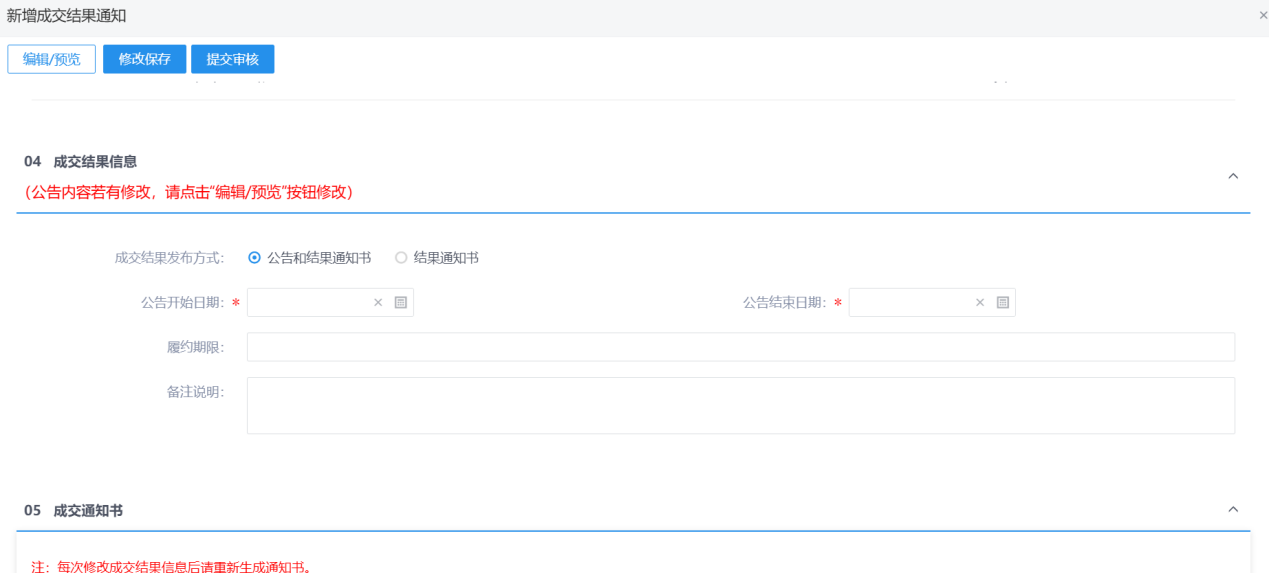 新增成交结果通知
×
编辑/预览 修改保存 提交审核
04 成交结果信息
(公告内容若有修改，请点击“编辑/预览”按钮修改)
成交结果发布方式： 公告和结果通知书 结果通知书
公告开始日期：* × 公告结束日期：* ×
履约期限：
备注说明：
05 成交通知书
注：每次修改成交结果信息后请重新生成通知书。